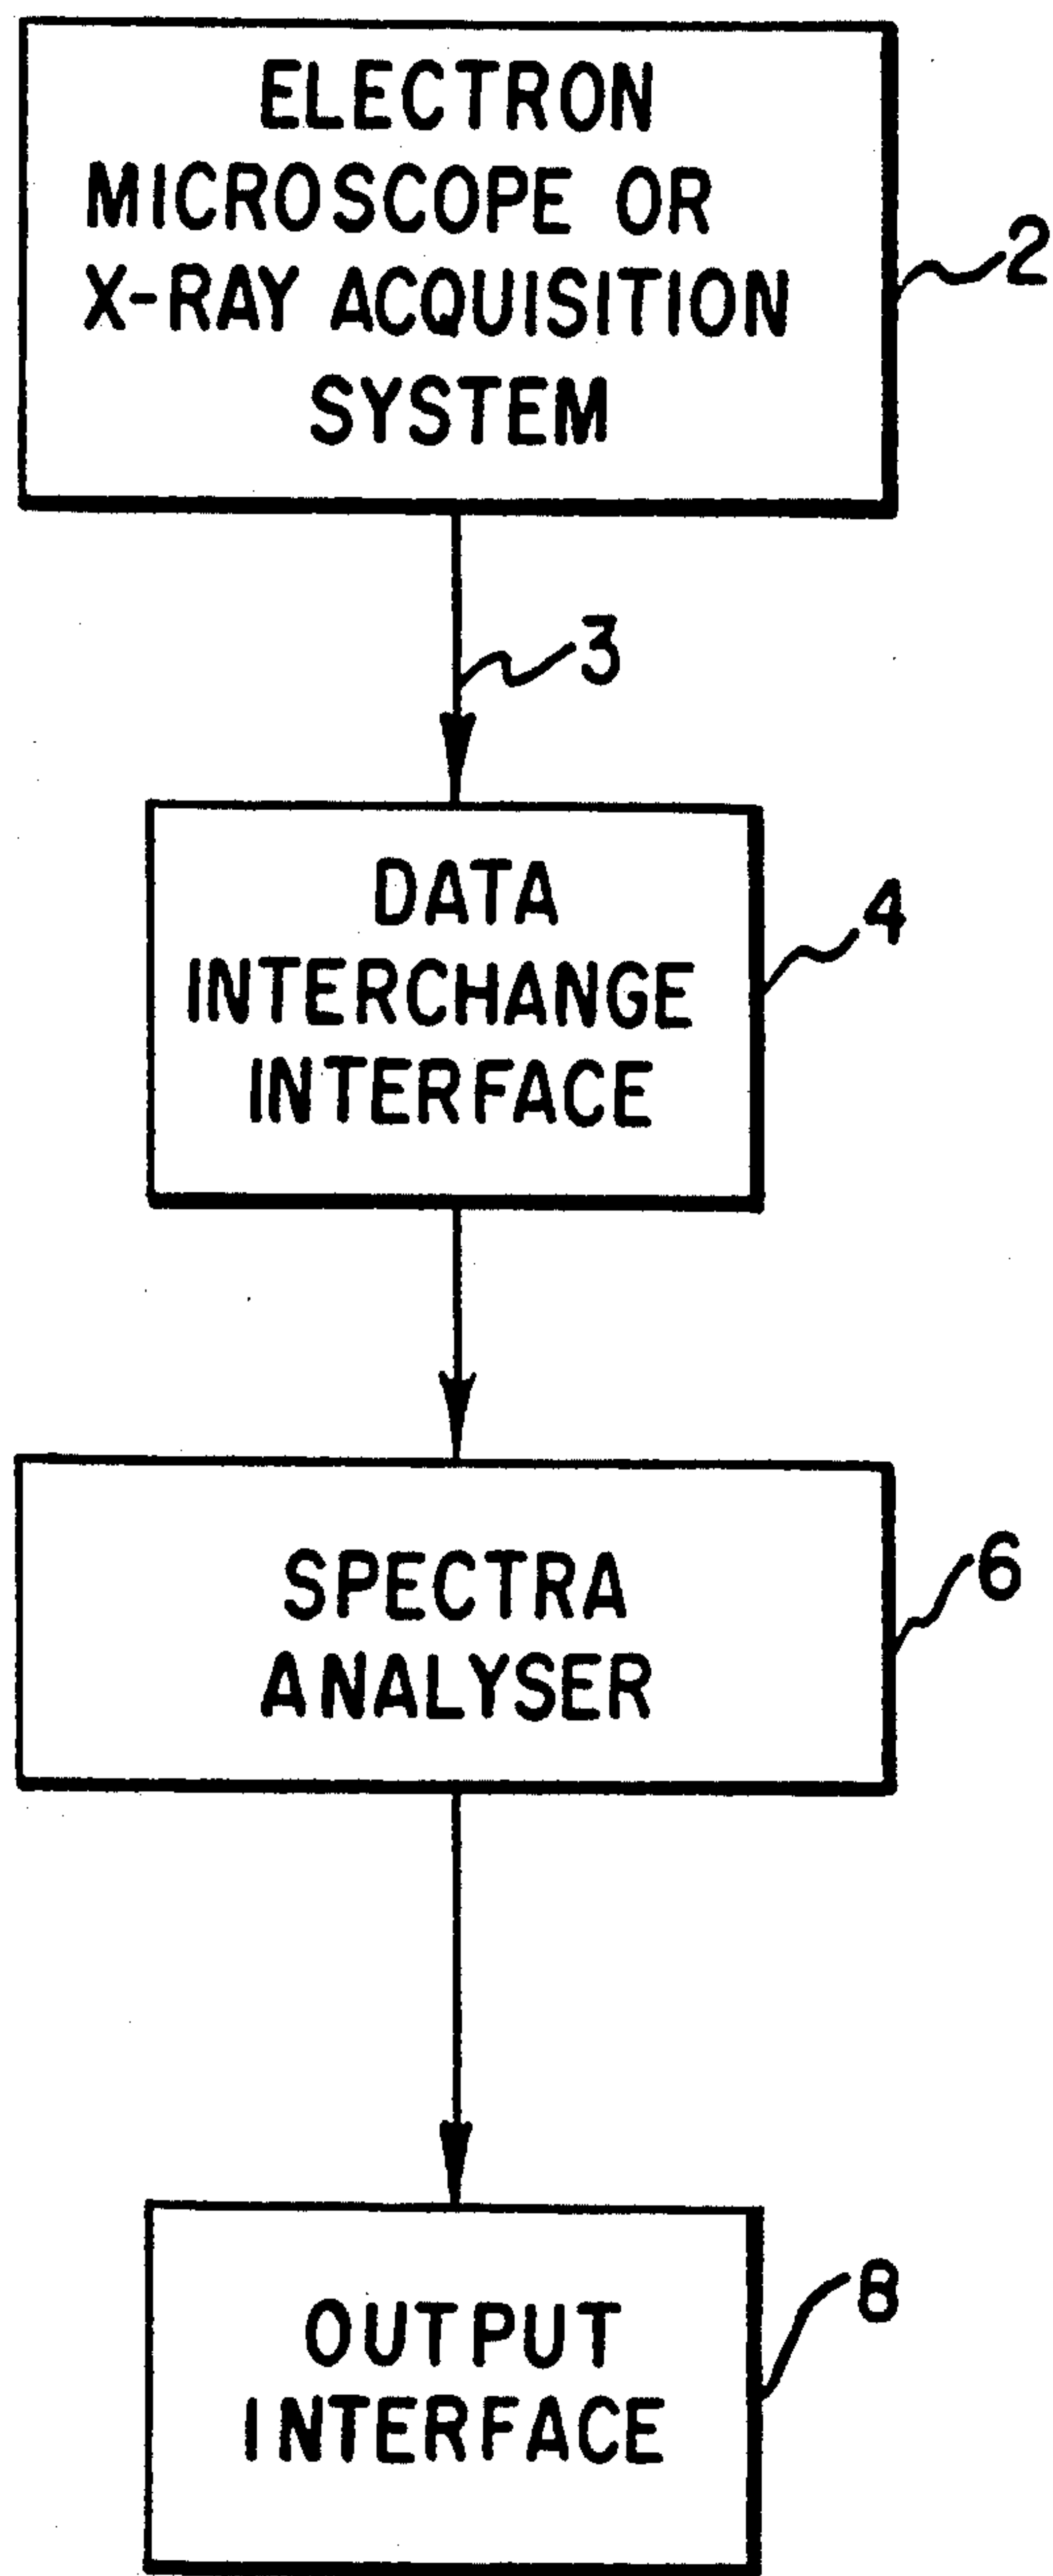 ELECTRON
MICROSCOPE OR
X-RAY ACQUISITION
SYSTEM
2
3
DATA
INTERCHANGE
INTERFACE
4
SPECTRA
ANALYSER
6
OUTPUT
INTERFACE
8